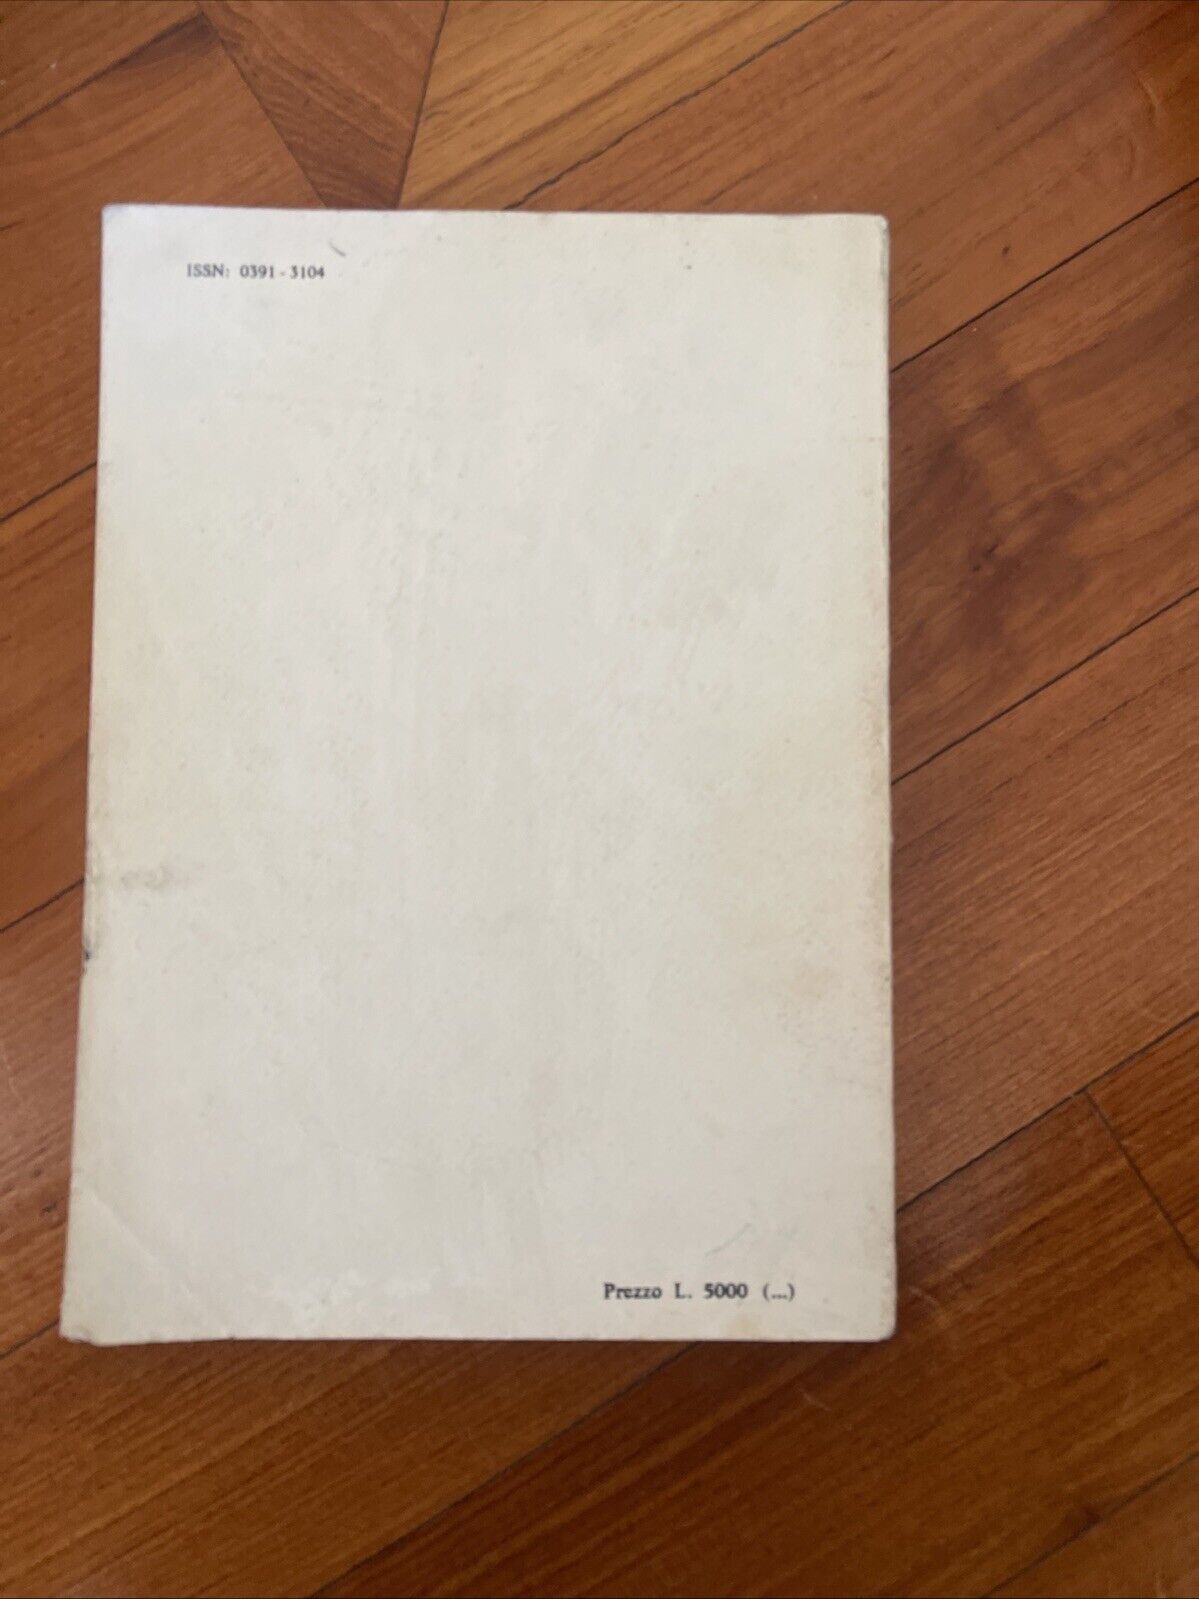 ISSN: 0391 - 3104
Prezzo L. 5000 (...)